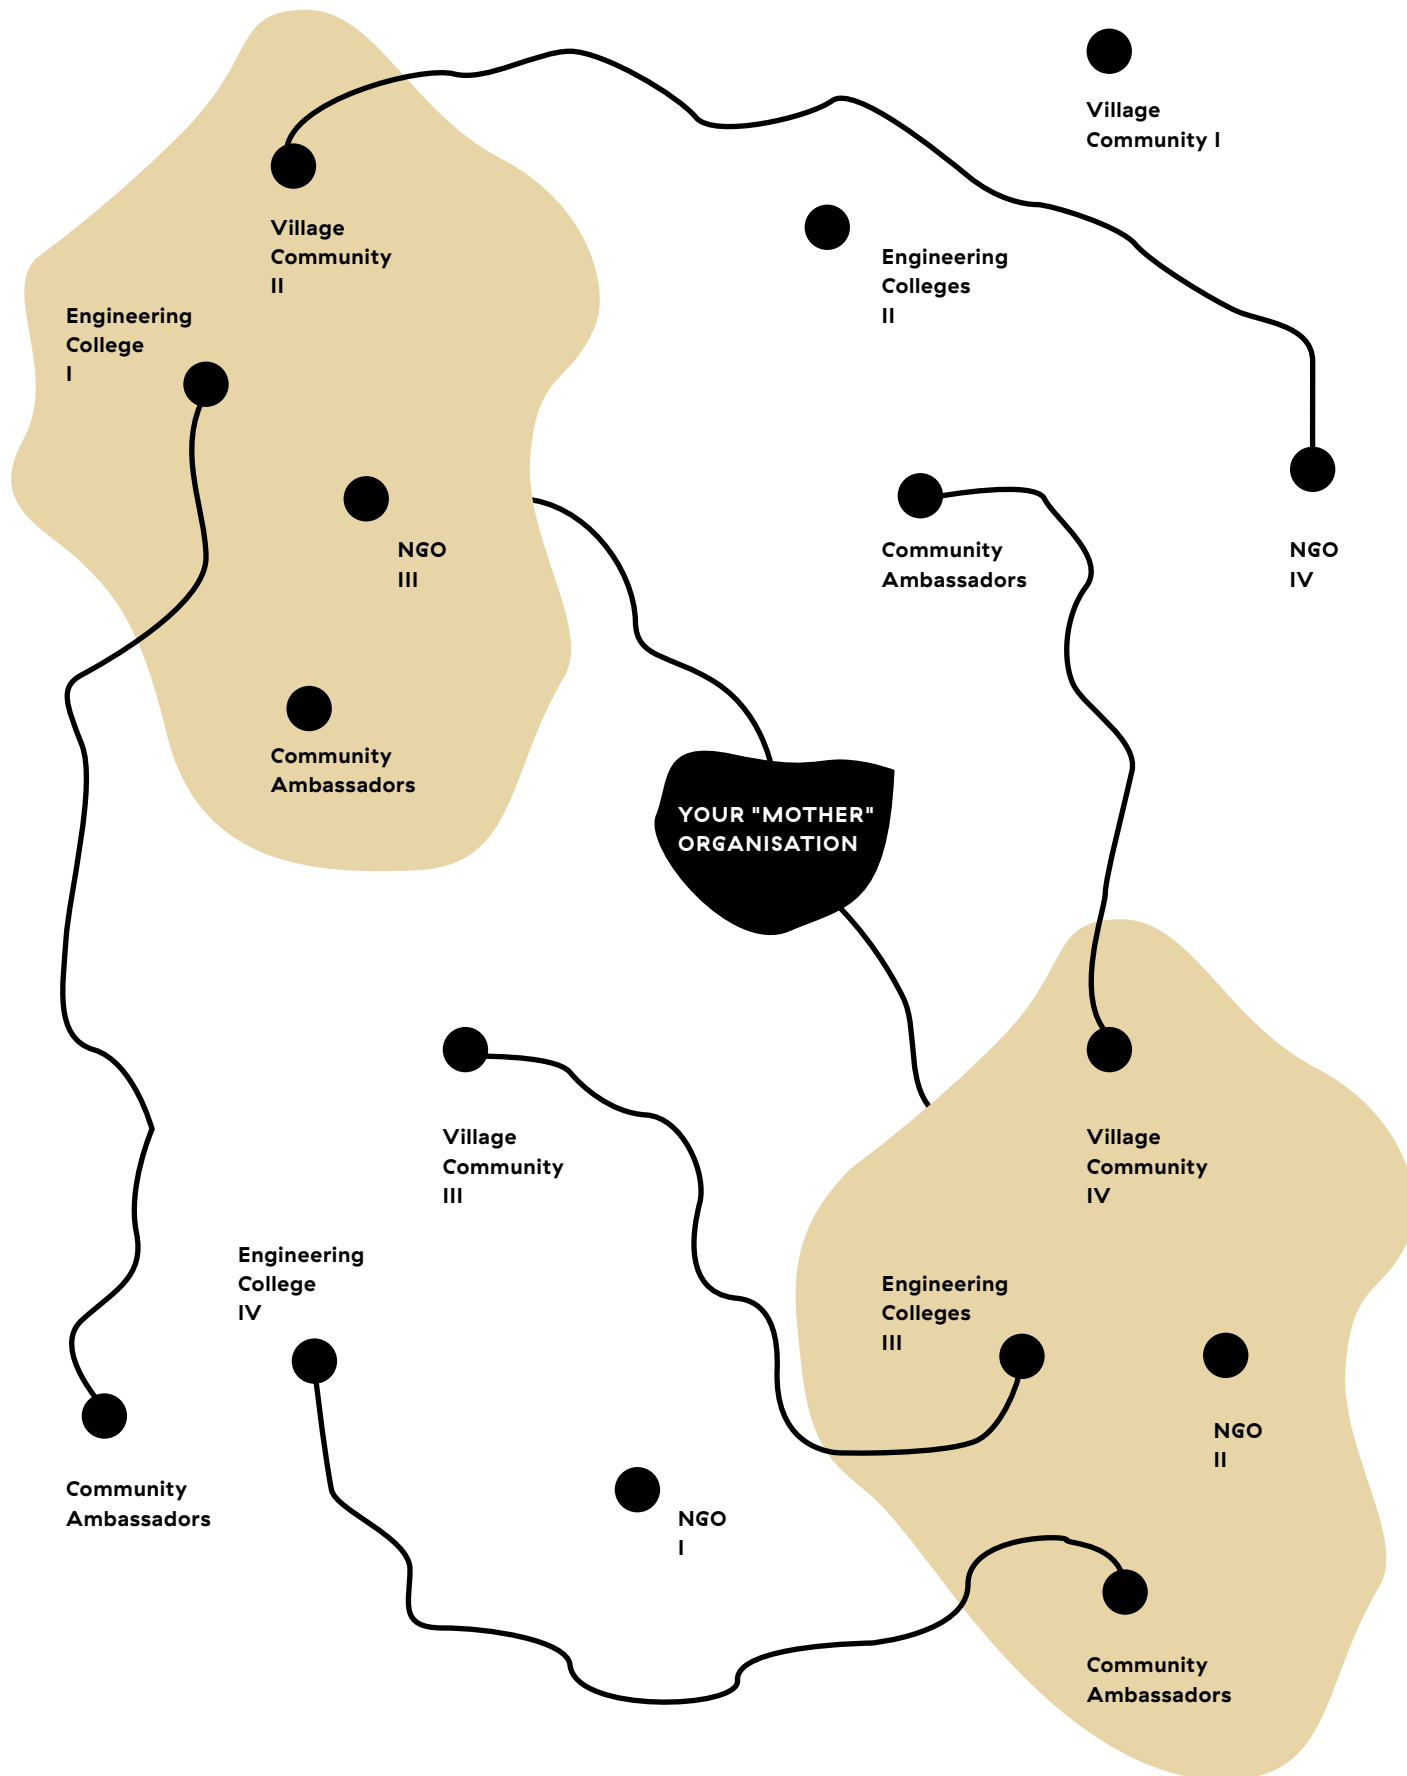 Village
Community I
Village
Community
II
Engineering
Colleges
II
Engineering
College
I
NGO
III
Community
Ambassadors
NGO
IV
Community
Ambassadors
YOUR "MOTHER"
ORGANISATION
Village
Community
III
Village
Community
IV
Engineering
College
IV
Engineering
Colleges
III
NGO
II
Community
Ambassadors
NGO
I
Community
Ambassadors